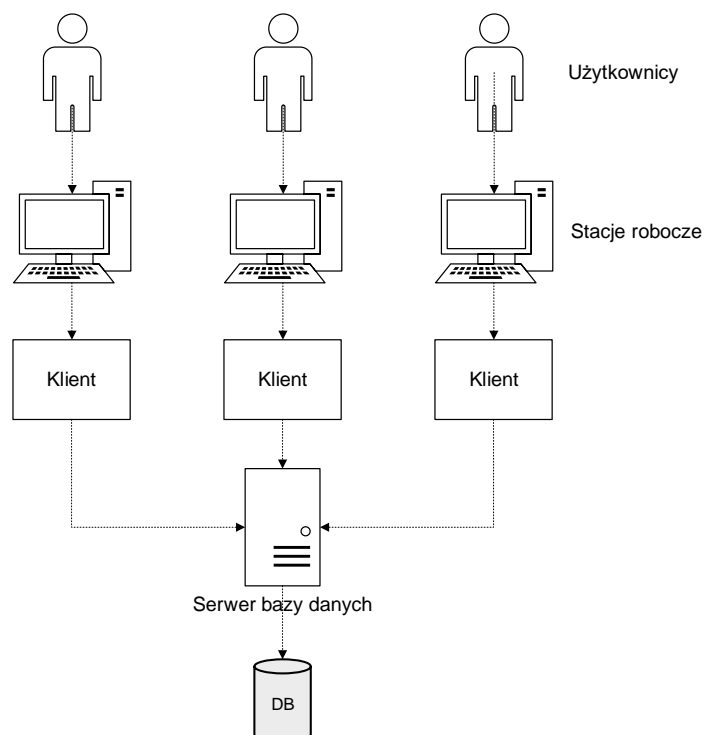 Użytkownicy
Stacje robocze
Klient
Klient
Klient
Serwer bazy danych
DB